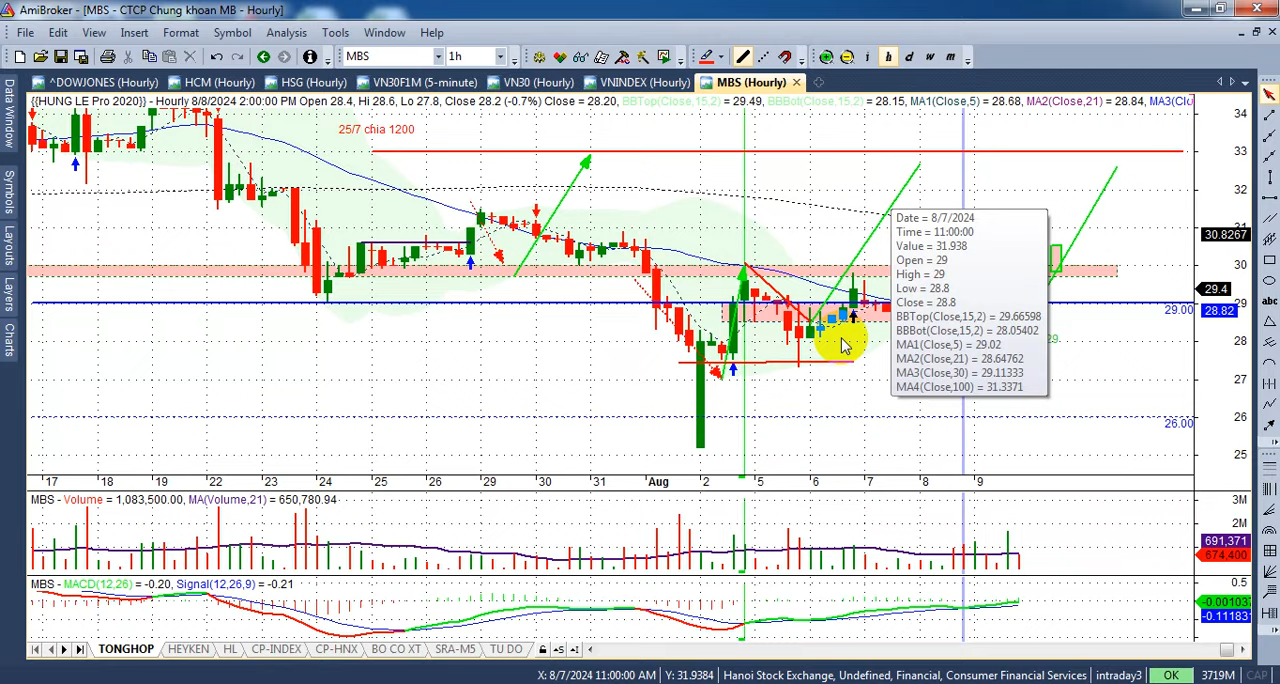 AmiBroker - [MBS - CTCP Chung khoan MB - Hourly]
File Edit View Insert Format Symbol Analysis Tools Window Help
MBS 1h i h d w m
^DOWJONES (Hourly) HCM (Hourly) HSG (Hourly) VN30F1M (5-minute) VN30 (Hourly) VNINDEX (Hourly) MBS (Hourly)
{{HUNG LE Pro 2020}} - Hourly 8/8/2024 2:00:00 PM Open 28.4, Hi 28.6, Lo 27.8, Close 28.2 (-0.7%) Close = 28.20, BBTop(Close,15.2) = 29.49, BBBot(Close,15.2) = 28.15, MA1(Close,5) = 28.68, MA2(Close,21) = 28.84, MA3(Clo
Data Window
Symbols
Layouts
Layers
Charts
25/7 chia 1200
34
33
32
31
30.8267
30
29.4
29
29.00
28.82
28
27
26
26.00
25
Date = 8/7/2024
Time = 11:00:00
Value = 31.938
Open = 29
High = 29
Low = 28.8
Close = 28.8
BBTop(Close,15,2) = 29.66598
BBBot(Close,15,2) = 28.05402
MA1(Close,5) = 29.02
MA2(Close,21) = 28.64762
MA3(Close,30) = 29.11333
MA4(Close,100) = 31.3371
29.
17 18 19 22 23 24 25 26 29 30 31 Aug 2 5 6 7 8 9
MBS - Volume = 1,083,500.00, MA(Volume,21) = 650,780.94
3M
2M
691,371
674,400
MBS - MACD(12,26) = -0.20, Signal(12,26,9) = -0.21
0.5
-0.001037
-0.11183
TONGHOP HEYKEN HL CP-INDEX CP-HNX BO CO XT SRA-M5 TU DO
X: 8/7/2024 11:00:00 AM Y: 31.9384 Hanoi Stock Exchange, Undefined, Financial, Consumer Financial Services intraday3 OK 3719M CAP
abc